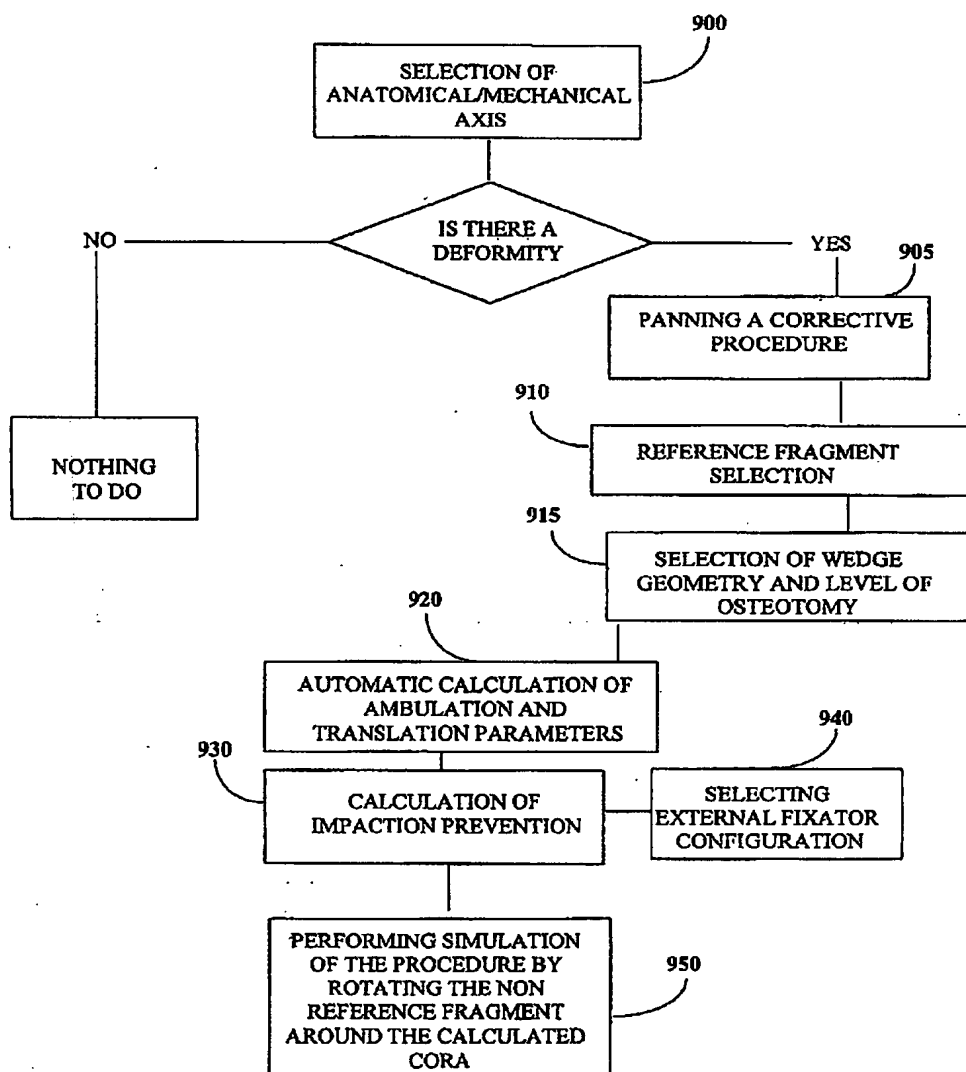 900
SELECTION OF
ANATOMICAL/MECHANICAL
AXIS
IS THERE A
DEFORMITY
NO
YES
905
PANNING A CORRECTIVE
PROCEDURE
NOTHING
TO DO
910
REFERENCE FRAGMENT
SELECTION
915
SELECTION OF WEDGE
GEOMETRY AND LEVEL OF
OSTEOTOMY
920
AUTOMATIC CALCULATION OF
AMBULATION AND
TRANSLATION PARAMETERS
930
CALCULATION OF
IMPACTION PREVENTION
940
SELECTING
EXTERNAL FIXATOR
CONFIGURATION
PERFORMING SIMULATION
OF THE PROCEDURE BY
ROTATING THE NON
REFERENCE FRAGMENT
AROUND THE CALCULATED
CORA
950